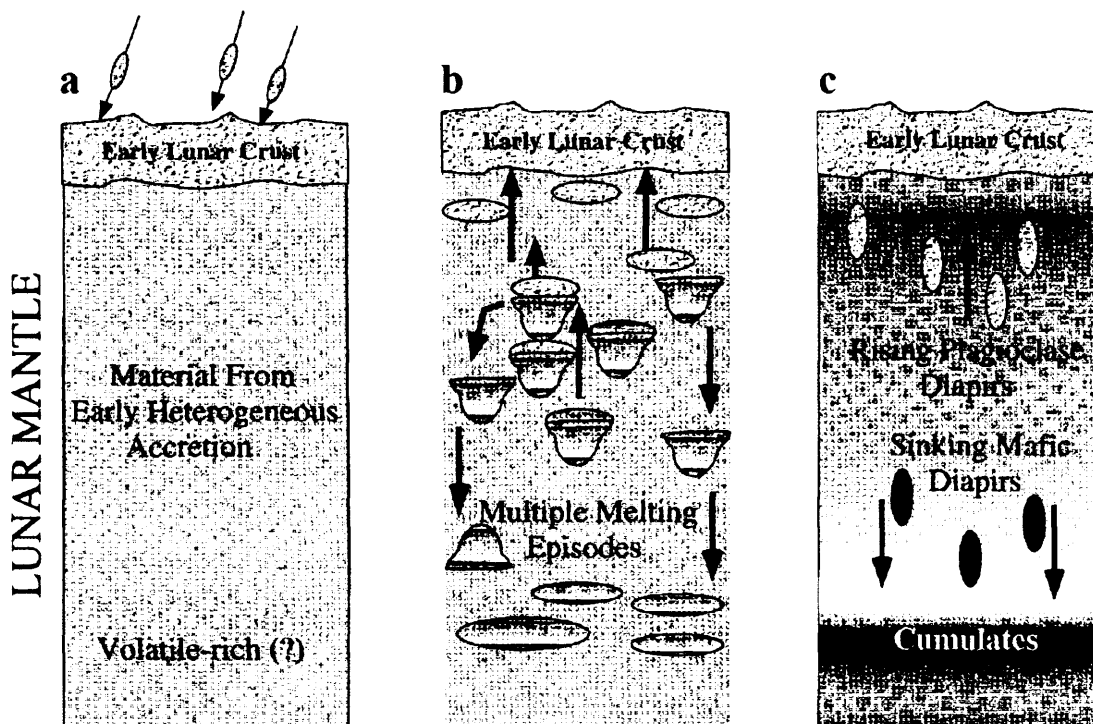 LUNAR MANTLE
a
Early Lunar Crust
Material From
Early Heterogeneous
Accretion
Volatile-rich (?)
b
Early Lunar Crust
Multiple Melting
Episodes
c
Early Lunar Crust
Rising Plagioclase
Diapirs
Sinking Mafic
Diapirs
Cumulates